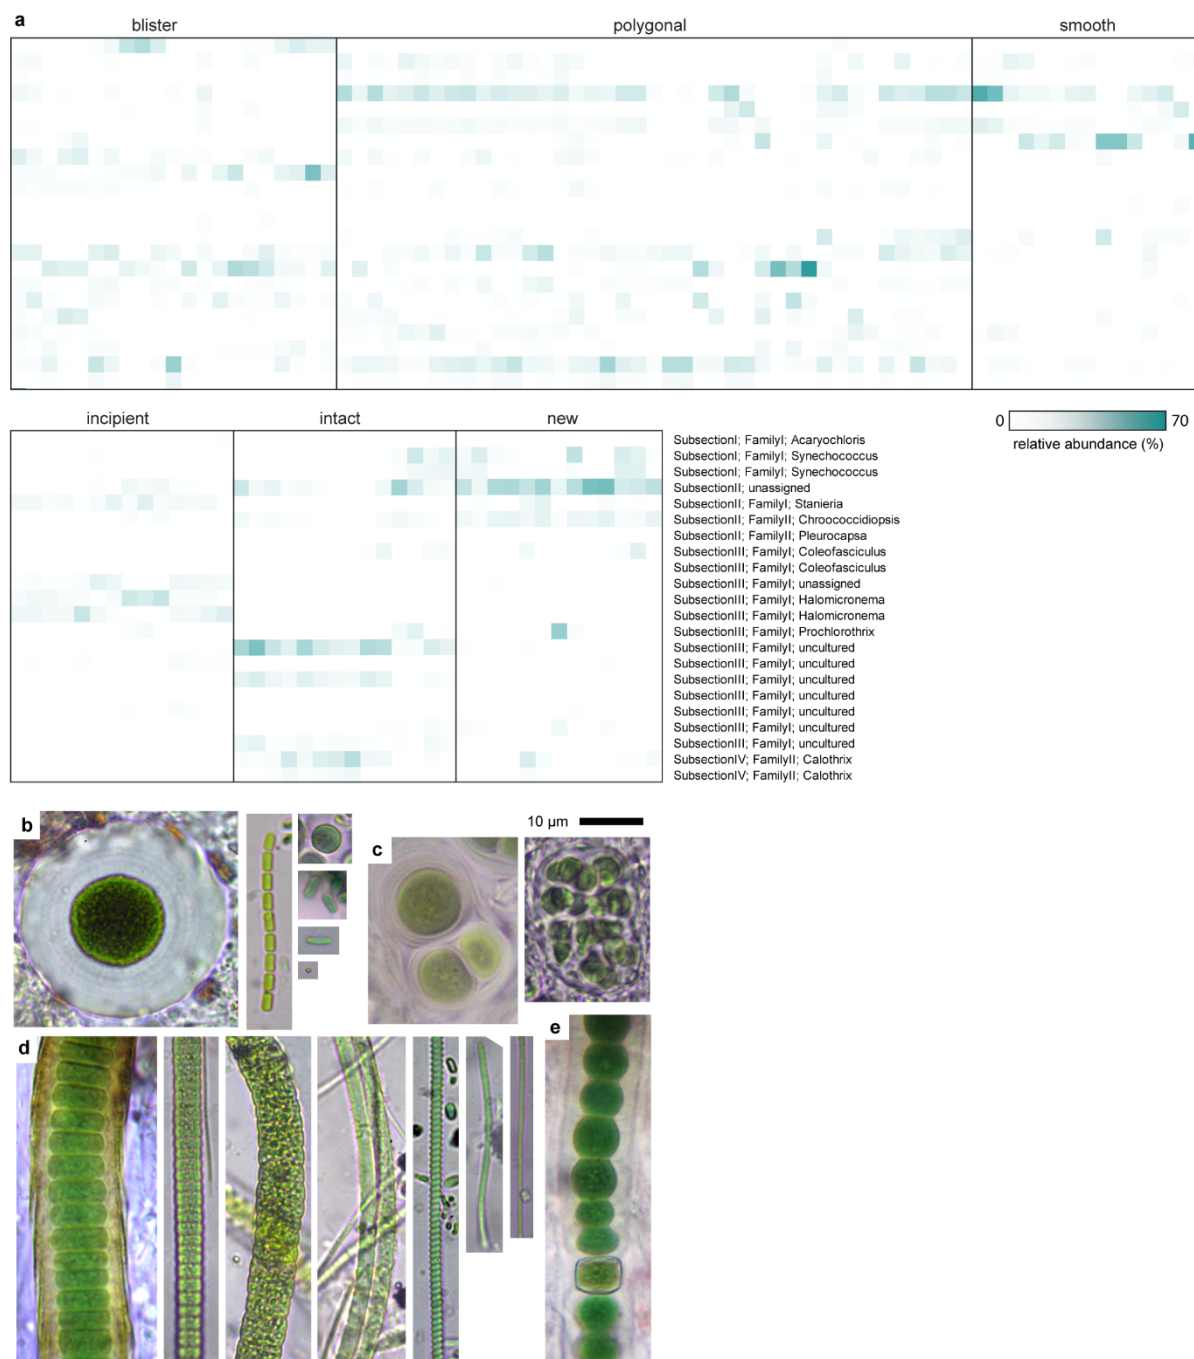 a
blister polygonal smooth
incipient intact new
0 70
relative abundance (%)
SubsectionI; FamilyI; Acaryochloris
SubsectionI; FamilyI; Synechococcus
SubsectionI; FamilyI; Synechococcus
SubsectionII; unassigned
SubsectionII; FamilyI; Stanieria
SubsectionII; FamilyII; Chroococcidiopsis
SubsectionII; FamilyII; Pleurocapsa
SubsectionIII; FamilyI; Coleofasciculus
SubsectionIII; FamilyI; Coleofasciculus
SubsectionIII; FamilyI; unassigned
SubsectionIII; FamilyI; Halomicronema
SubsectionIII; FamilyI; Halomicronema
SubsectionIII; FamilyI; Prochlorothrix
SubsectionIII; FamilyI; uncultured
SubsectionIII; FamilyI; uncultured
SubsectionIII; FamilyI; uncultured
SubsectionIII; FamilyI; uncultured
SubsectionIII; FamilyI; uncultured
SubsectionIII; FamilyI; uncultured
SubsectionIII; FamilyI; uncultured
SubsectionIV; FamilyII; Calothrix
SubsectionIV; FamilyII; Calothrix
b
10 µm
c
d
e